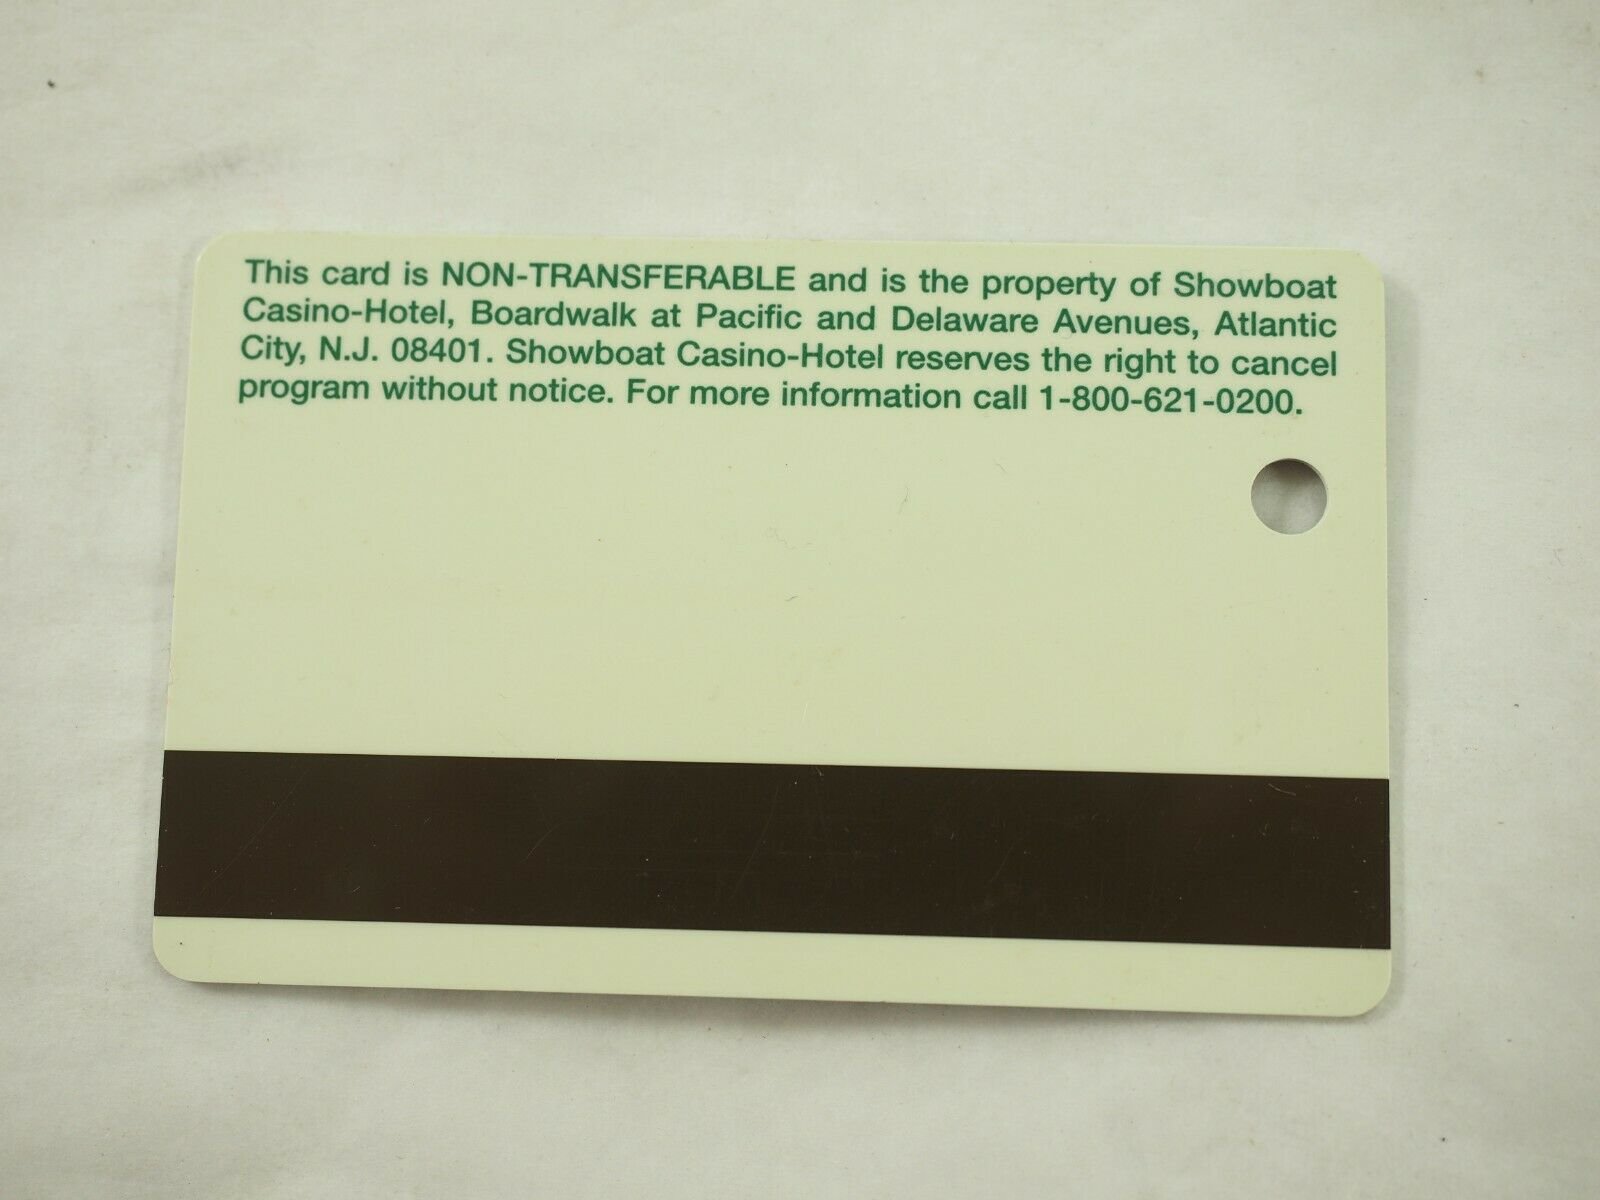 This card is NON-TRANSFERABLE and is the property of Showboat
Casino-Hotel, Boardwalk at Pacific and Delaware Avenues, Atlantic
City, N.J. 08401. Showboat Casino-Hotel reserves the right to cancel
program without notice. For more information call 1-800-621-0200.